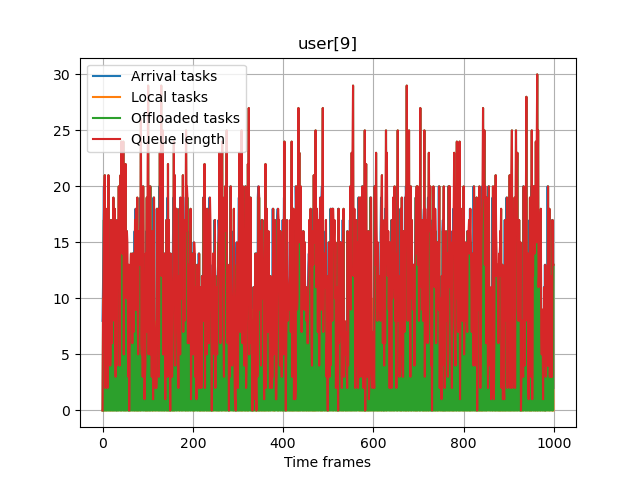 user[9]
Arrival tasks
Local tasks
Offloaded tasks
Queue length
30
25
20
15
10
5
0
0 200 400 600 800 1000
Time frames